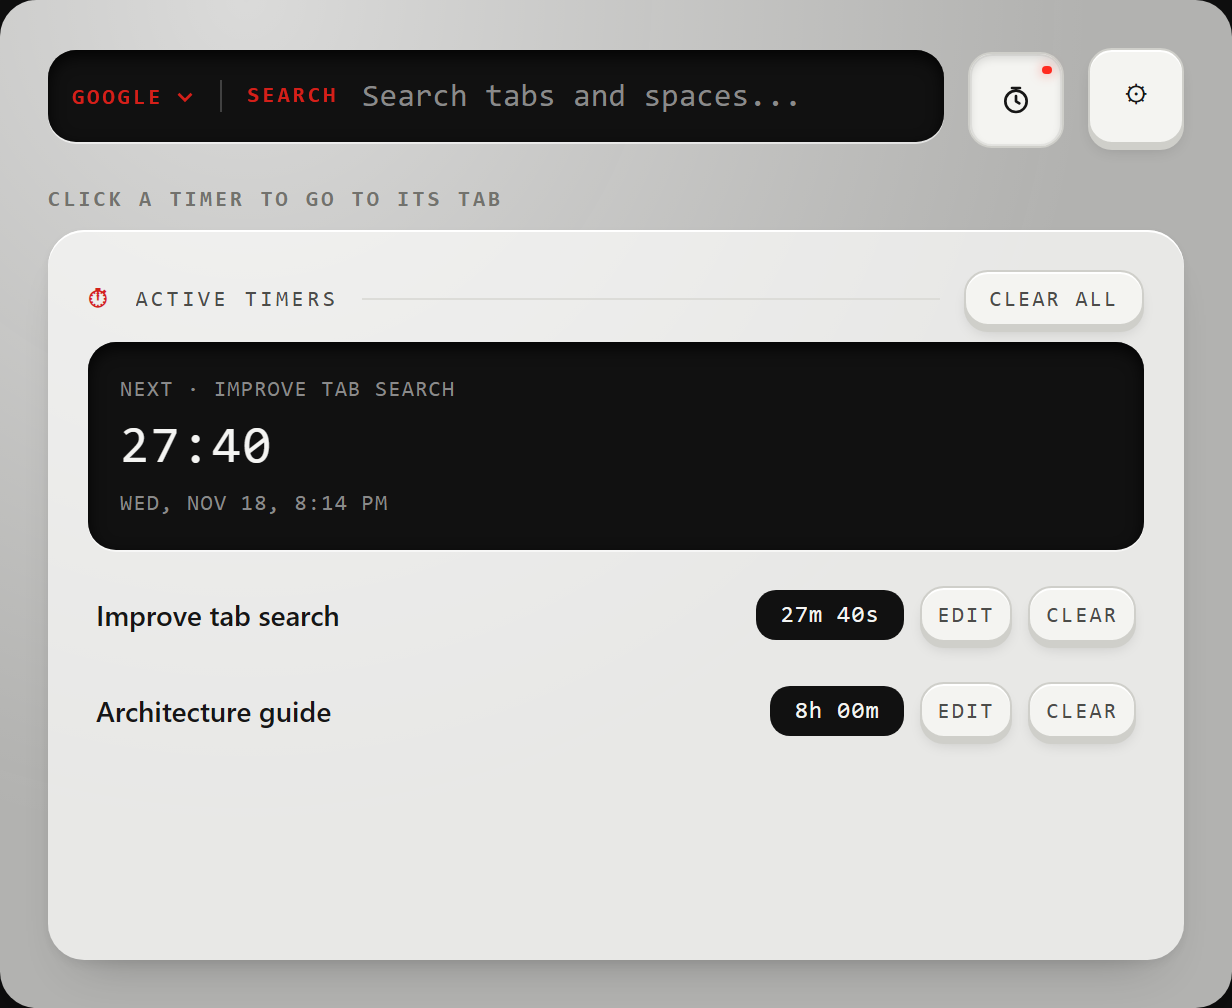 GOOGLE SEARCH Search tabs and spaces...
CLICK A TIMER TO GO TO ITS TAB
ACTIVE TIMERS CLEAR ALL
NEXT · IMPROVE TAB SEARCH
27:40
WED, NOV 18, 8:14 PM
Improve tab search 27m 40s EDIT CLEAR
Architecture guide 8h 00m EDIT CLEAR